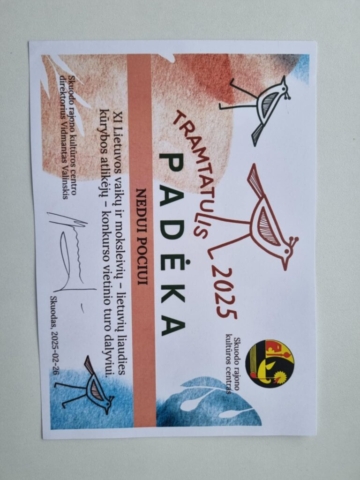 Skuodo rajono
kultūros centras
TRAMTATULIS 2025
PADĖKA
NEDUI POCIUI
XI Lietuvos vaikų ir moksleivių – lietuvių liaudies
kūrybos atlikėjų – konkurso vietinio turo dalyviui.
Skuodo rajono kultūros centro
direktorius Vidmantas Valinskis
Skuodas, 2025-02-26